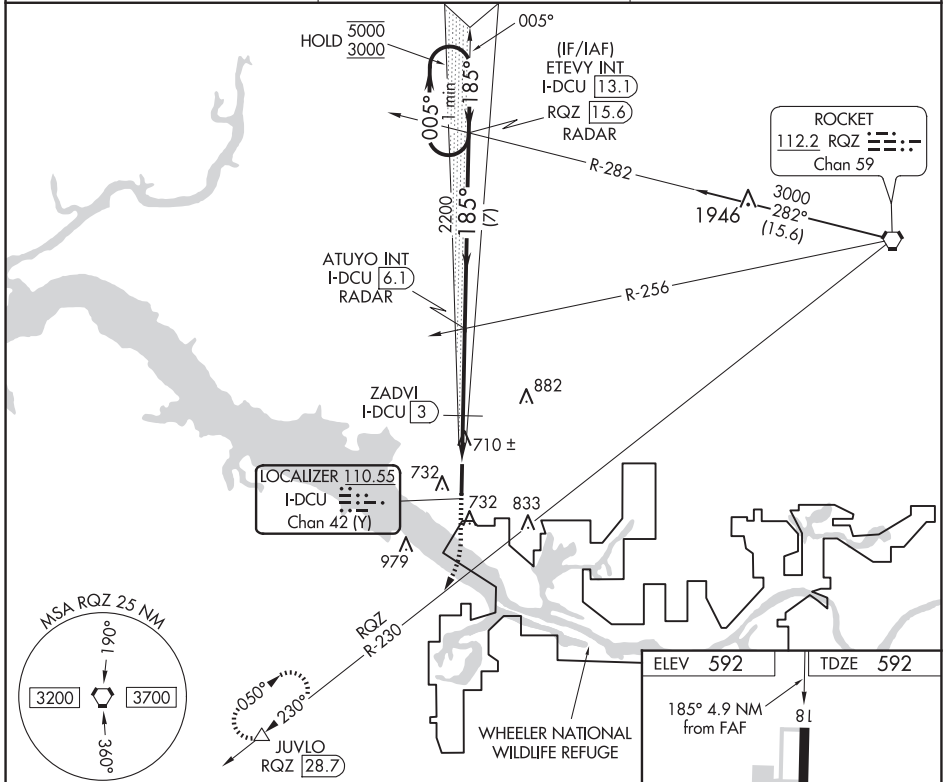 HOLD 5000
3000
005°
005°
1 min
185°
(IF/IAF)
ETEVY INT
I-DCU 13.1
RQZ 15.6
RADAR
ROCKET
112.2 RQZ
Chan 59
R-282
1946
3000
282°
(15.6)
2200
185°
(7)
ATUYO INT
I-DCU 6.1
RADAR
R-256
ZADVI
I-DCU 3
882
710 ±
LOCALIZER 110.55
I-DCU
Chan 42 (Y)
732
732
833
979
MSA RQZ 25 NM
190°
3200
3700
360°
RQZ
R-230
050°
230°
JUVLO
RQZ 28.7
WHEELER NATIONAL
WILDLIFE REFUGE
ELEV 592
TDZE 592
185° 4.9 NM
from FAF
18